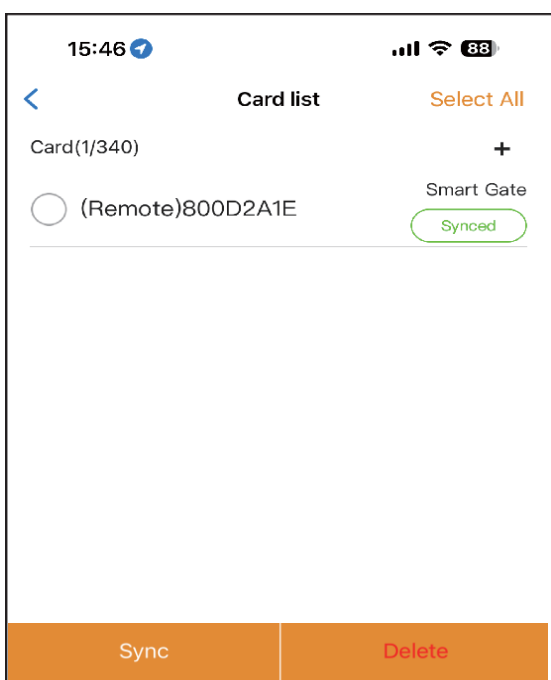 15:46 88
Card list Select All
Card(1/340) +
Smart Gate
(Remote)800D2A1E
Synced
Sync Delete